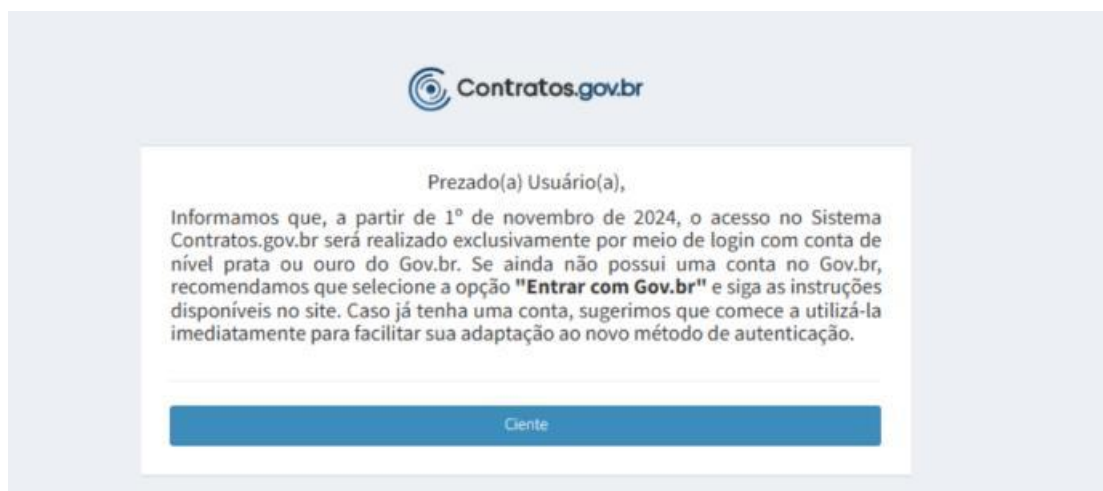 Contratos.gov.br
Prezado(a) Usuário(a),
Informamos que, a partir de 1º de novembro de 2024, o acesso no Sistema
Contratos.gov.br será realizado exclusivamente por meio de login com conta de
nível prata ou ouro do Gov.br. Se ainda não possui uma conta no Gov.br,
recomendamos que selecione a opção "Entrar com Gov.br" e siga as instruções
disponíveis no site. Caso já tenha uma conta, sugerimos que comece a utilizá-la
imediatamente para facilitar sua adaptação ao novo método de autenticação.
Ciente